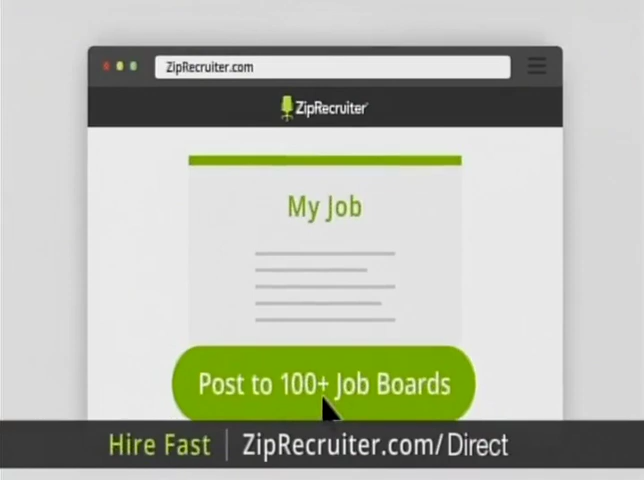 ZipRecruiter.com
ZipRecruiter
My Job
Post to 100+ Job Boards
Hire Fast | ZipRecruiter.com/Direct